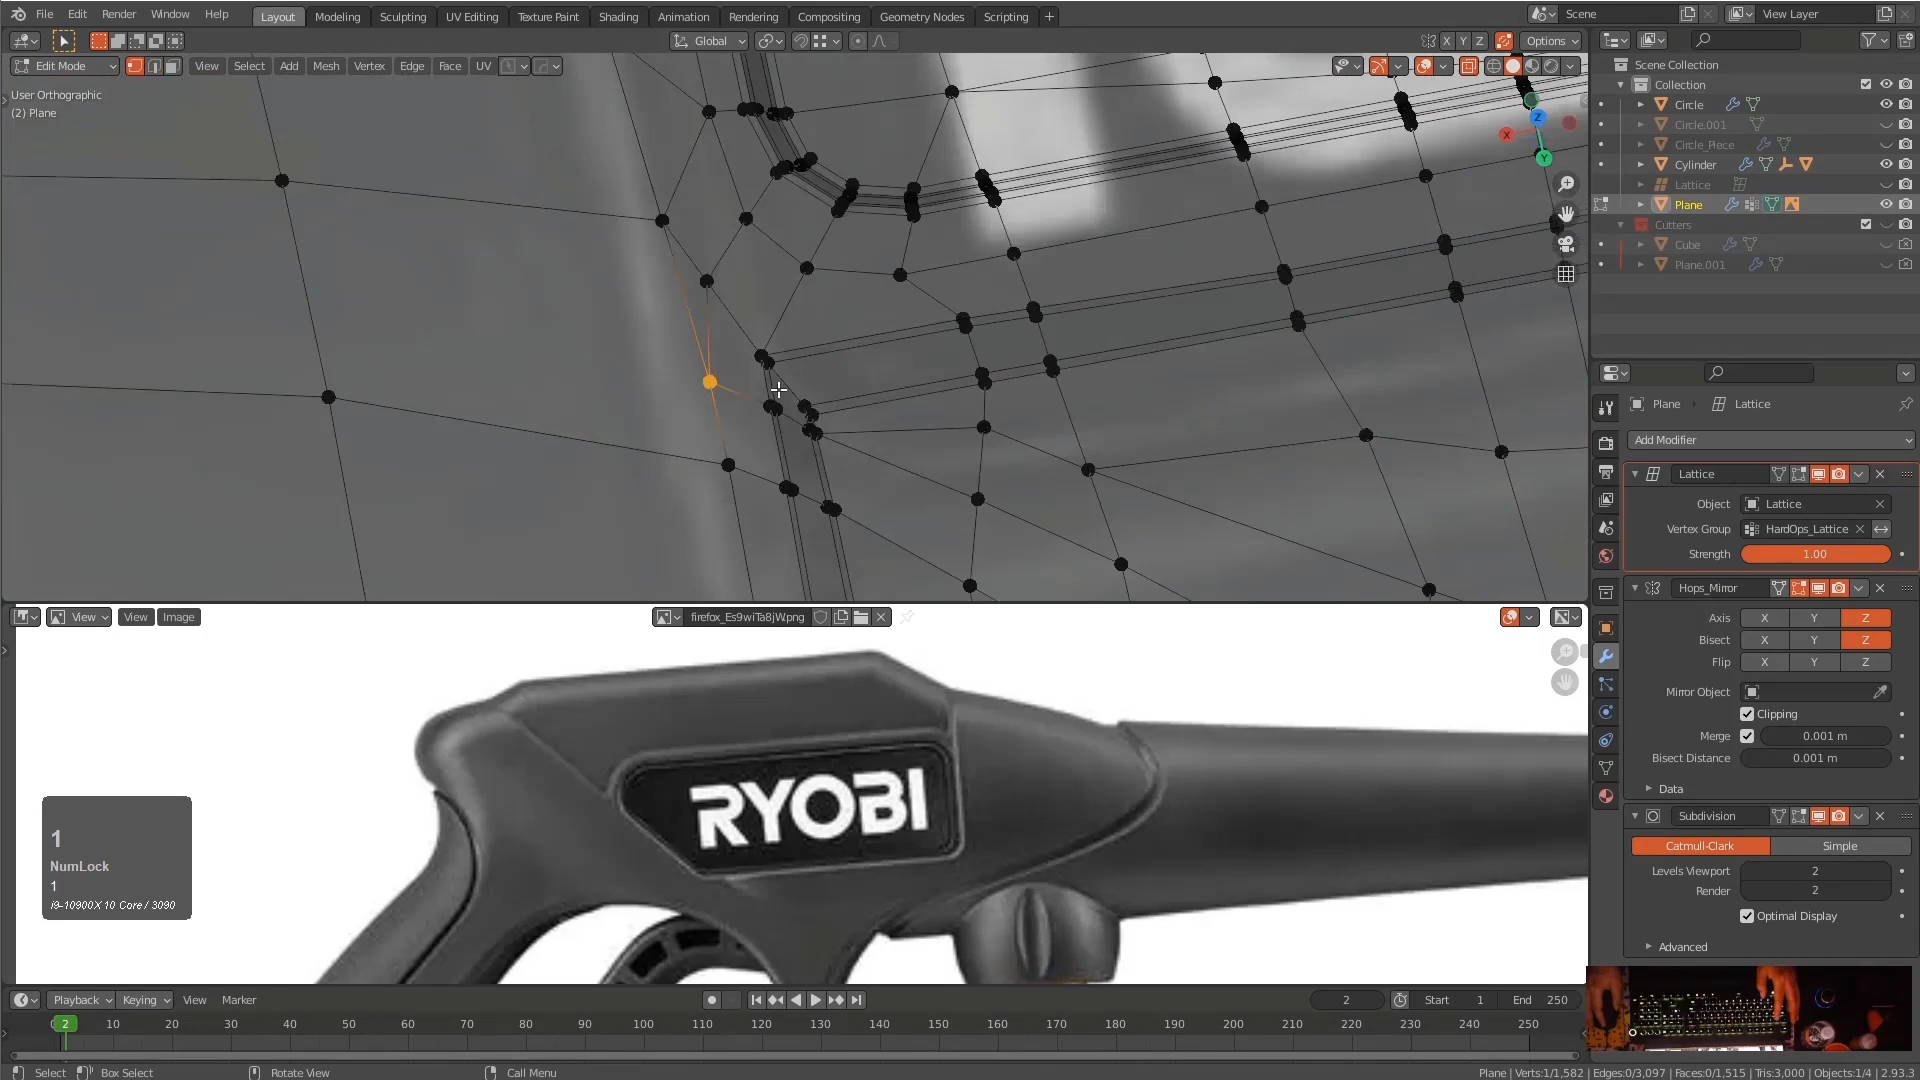 File Edit Render Window Help Layout Modeling Sculpting UV Editing Texture Paint Shading Animation Rendering Compositing Geometry Nodes Scripting + Scene View Layer
Global X Y Z Options
Edit Mode View Select Add Mesh Vertex Edge Face UV
User Orthographic
(2) Plane
X
Y
Z
Scene Collection
Collection
Circle
Circle.001
Circle_Piece
Cylinder
Lattice
Plane
Cutters
Cube
Plane.001
Plane Lattice
Add Modifier
Lattice
Object Lattice
Vertex Group HardOps_Lattice
Strength 1.00
Hops_Mirror
Axis X Y Z
Bisect X Y Z
Flip X Y Z
Mirror Object
Clipping
Merge 0.001 m
Bisect Distance 0.001 m
Data
Subdivision
Catmull-Clark Simple
Levels Viewport 2
Render 2
Optimal Display
Advanced
View View Image firefox_Es9wiTa8jW.png
RYOBI
1
NumLock
1
i9-10900X 10 Core / 3090
Playback Keying View Marker 2 Start 1 End 250
2 10 20 30 40 50 60 70 80 90 100 110 120 130 140 150 160 170 180 190 200 210 220 230 240 250
Select Box Select Rotate View Call Menu Plane | Verts:1/1,582 | Edges:0/3,097 | Faces:0/1,515 | Tris:3,000 | Objects:1/4 | 2.93.3